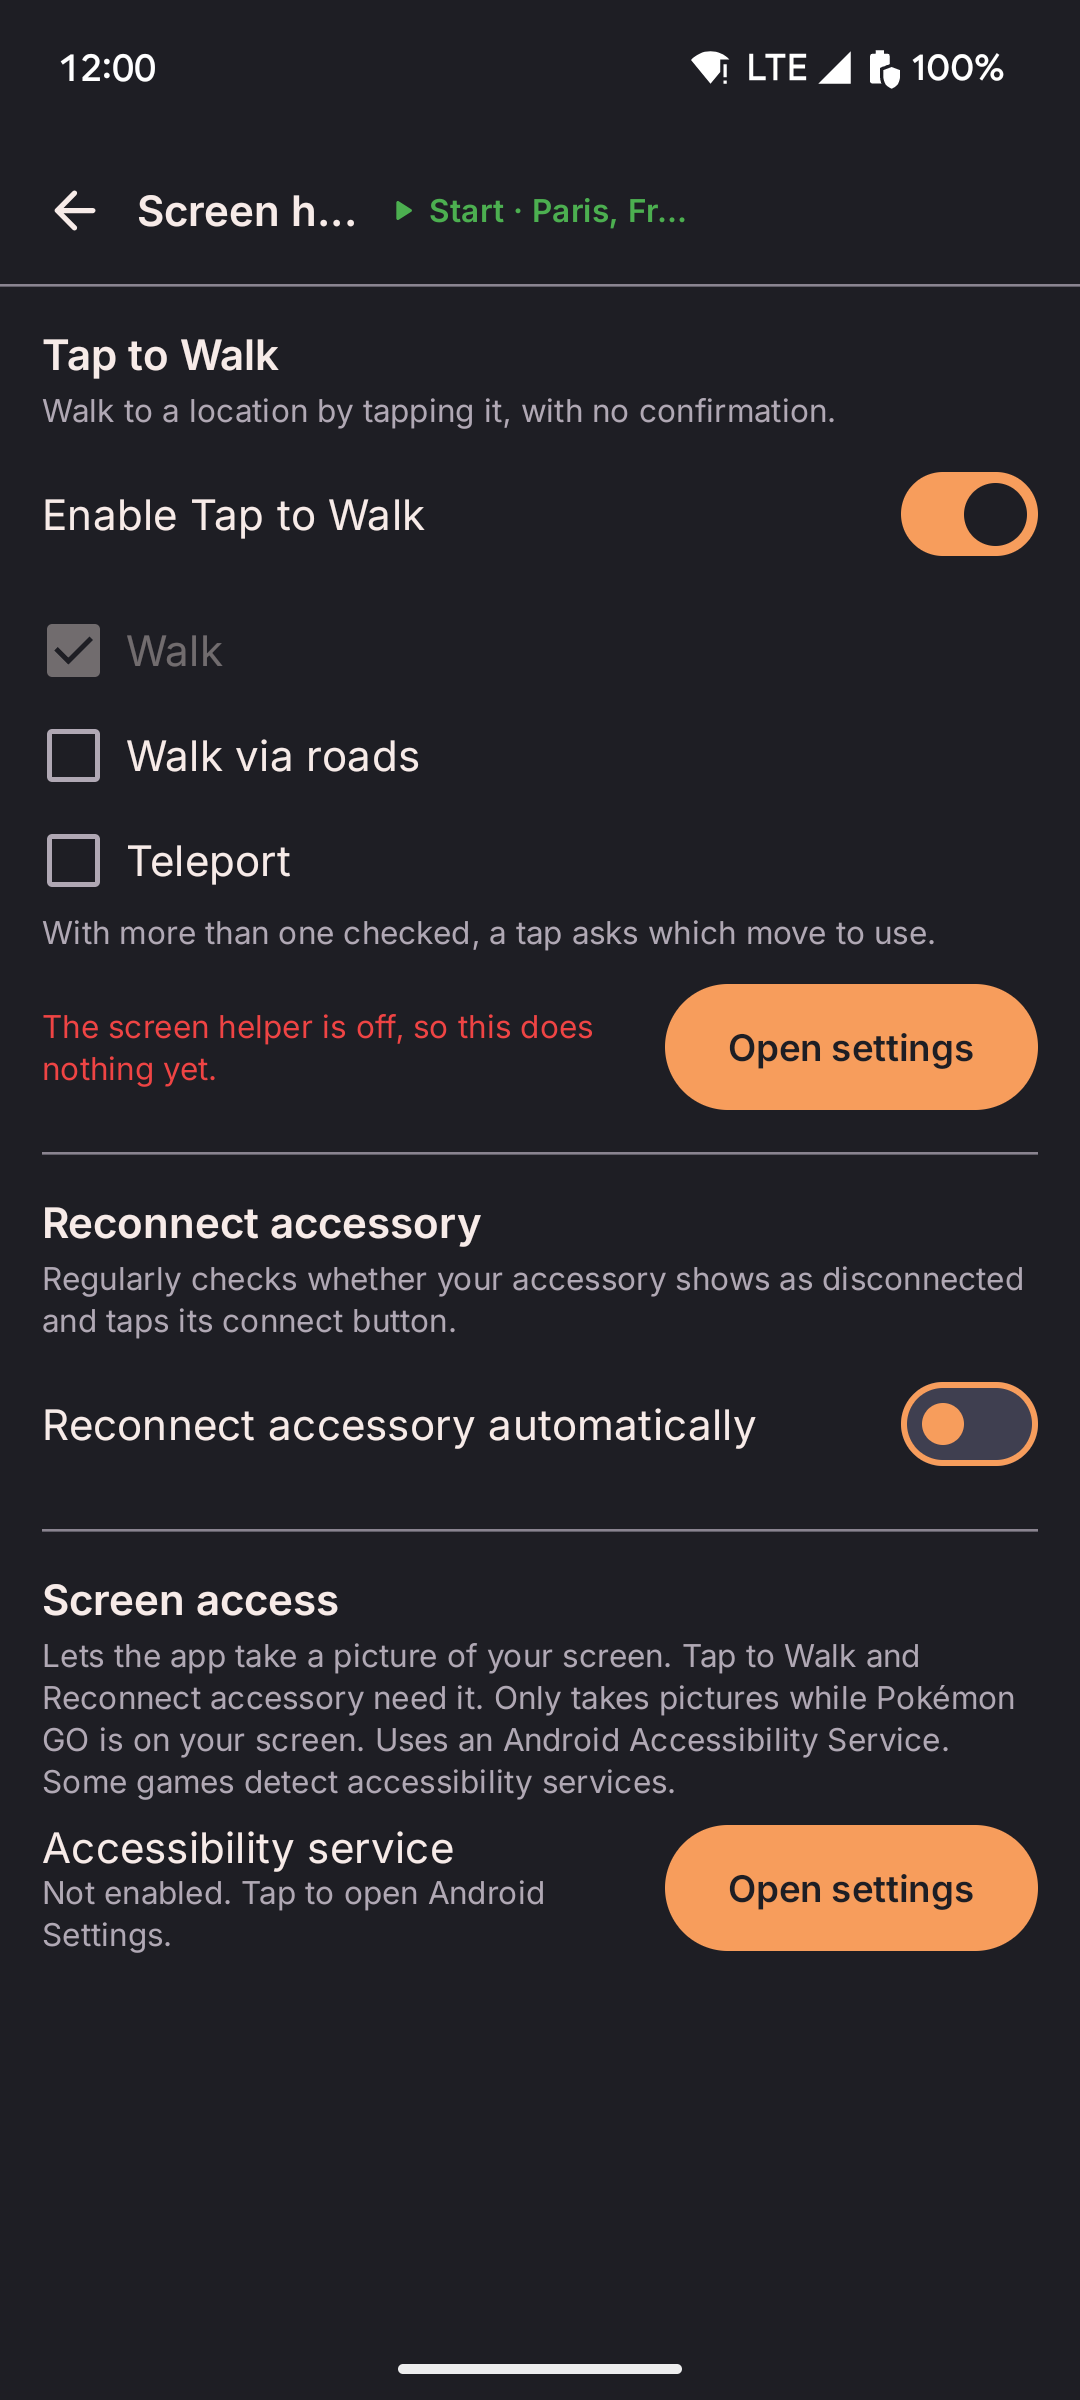 12:00
LTE
100%
Screen h...
Start · Paris, Fr...
Tap to Walk
Walk to a location by tapping it, with no confirmation.
Enable Tap to Walk
Walk
Walk via roads
Teleport
With more than one checked, a tap asks which move to use.
The screen helper is off, so this does
nothing yet.
Open settings
Reconnect accessory
Regularly checks whether your accessory shows as disconnected
and taps its connect button.
Reconnect accessory automatically
Screen access
Lets the app take a picture of your screen. Tap to Walk and
Reconnect accessory need it. Only takes pictures while Pokémon
GO is on your screen. Uses an Android Accessibility Service.
Some games detect accessibility services.
Accessibility service
Not enabled. Tap to open Android
Settings.
Open settings